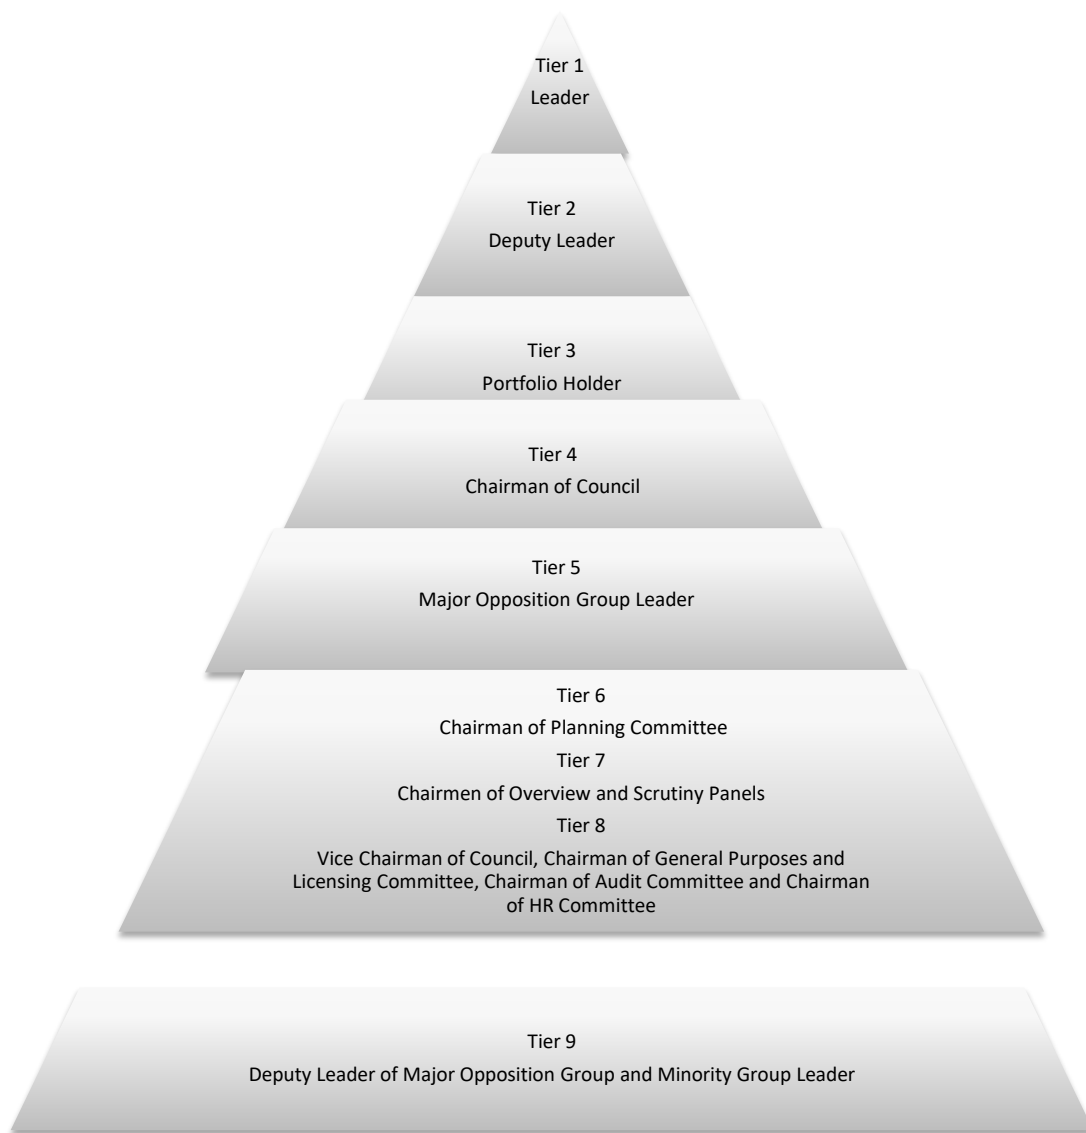 Tier 1
Leader
Tier 2
Deputy Leader
Tier 3
Portfolio Holder
Tier 4
Chairman of Council
Tier 5
Major Opposition Group Leader
Tier 6
Chairman of Planning Committee
Tier 7
Chairmen of Overview and Scrutiny Panels
Tier 8
Vice Chairman of Council, Chairman of General Purposes and
Licensing Committee, Chairman of Audit Committee and Chairman
of HR Committee
Tier 9
Deputy Leader of Major Opposition Group and Minority Group Leader